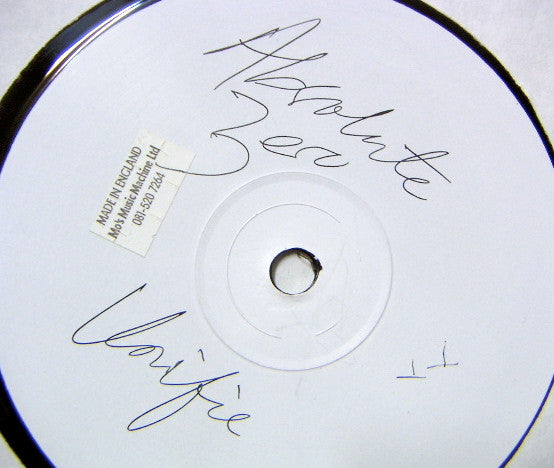 Absolute
Zero
MADE IN ENGLAND
Mo's Music Machine Ltd
081-520 7264